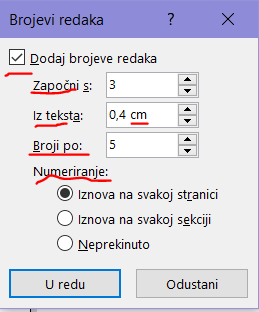 Brojevi redaka
Dodaj brojeve redaka
Započni s: 3
Iz teksta: 0,4 cm
Broji po: 5
Numeriranje:
Iznova na svakoj stranici
Iznova na svakoj sekciji
Neprekinuto
U redu Odustani